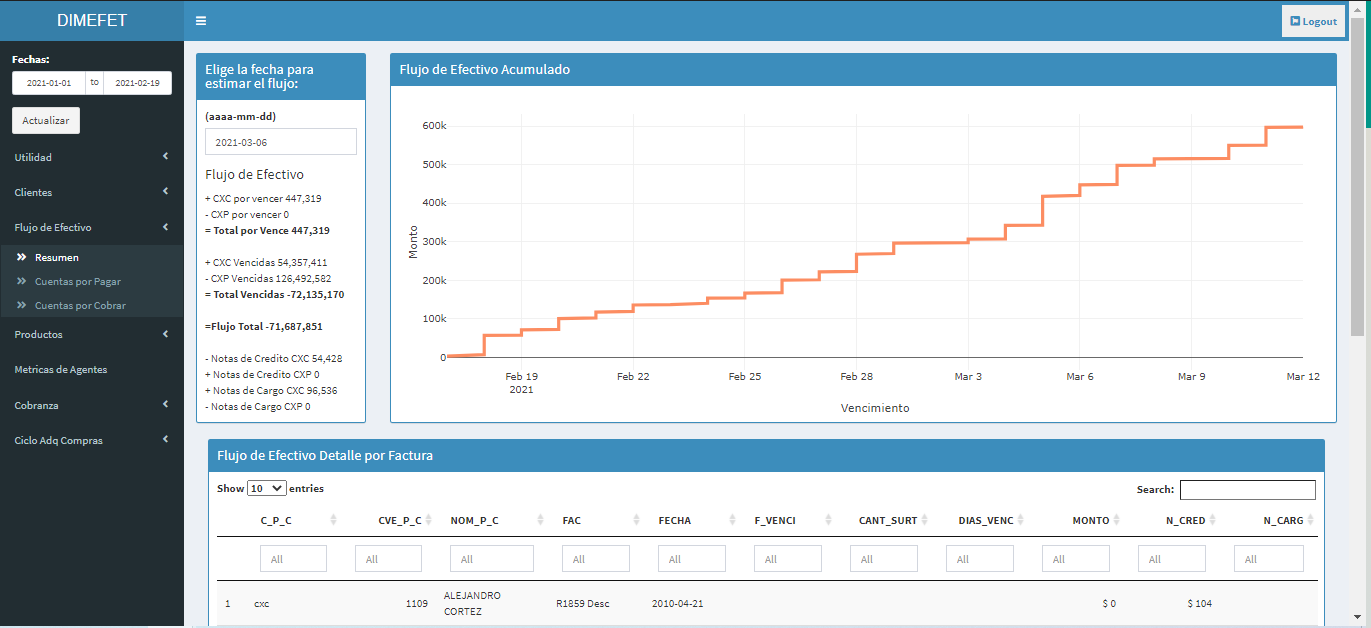 DIMEFET
Logout
Fechas:
2021-01-01 to 2021-02-19
Actualizar
Utilidad
Clientes
Flujo de Efectivo
Resumen
Cuentas por Pagar
Cuentas por Cobrar
Productos
Metricas de Agentes
Cobranza
Ciclo Adq Compras
Elige la fecha para
estimar el flujo:
(aaaa-mm-dd)
2021-03-06
Flujo de Efectivo
+ CXC por vencer 447,319
- CXP por vencer 0
= Total por Vence 447,319
+ CXC Vencidas 54,357,411
- CXP Vencidas 126,492,582
= Total Vencidas -72,135,170
=Flujo Total -71,687,851
- Notas de Credito CXC 54,428
+ Notas de Credito CXP 0
+ Notas de Cargo CXC 96,536
- Notas de Cargo CXP 0
Flujo de Efectivo Acumulado
Monto
600k
500k
400k
300k
200k
100k
0
Feb 19 Feb 22 Feb 25 Feb 28 Mar 3 Mar 6 Mar 9 Mar 12
2021
Vencimiento
Flujo de Efectivo Detalle por Factura
Show 10 entries
Search:
C_P_C CVE_P_C NOM_P_C FAC FECHA F_VENCI CANT_SURT DIAS_VENC MONTO N_CRED N_CARG
All All All All All All All All All All All
1 cxc 1109 ALEJANDRO CORTEZ R1859 Desc 2010-04-21 $ 0 $ 104